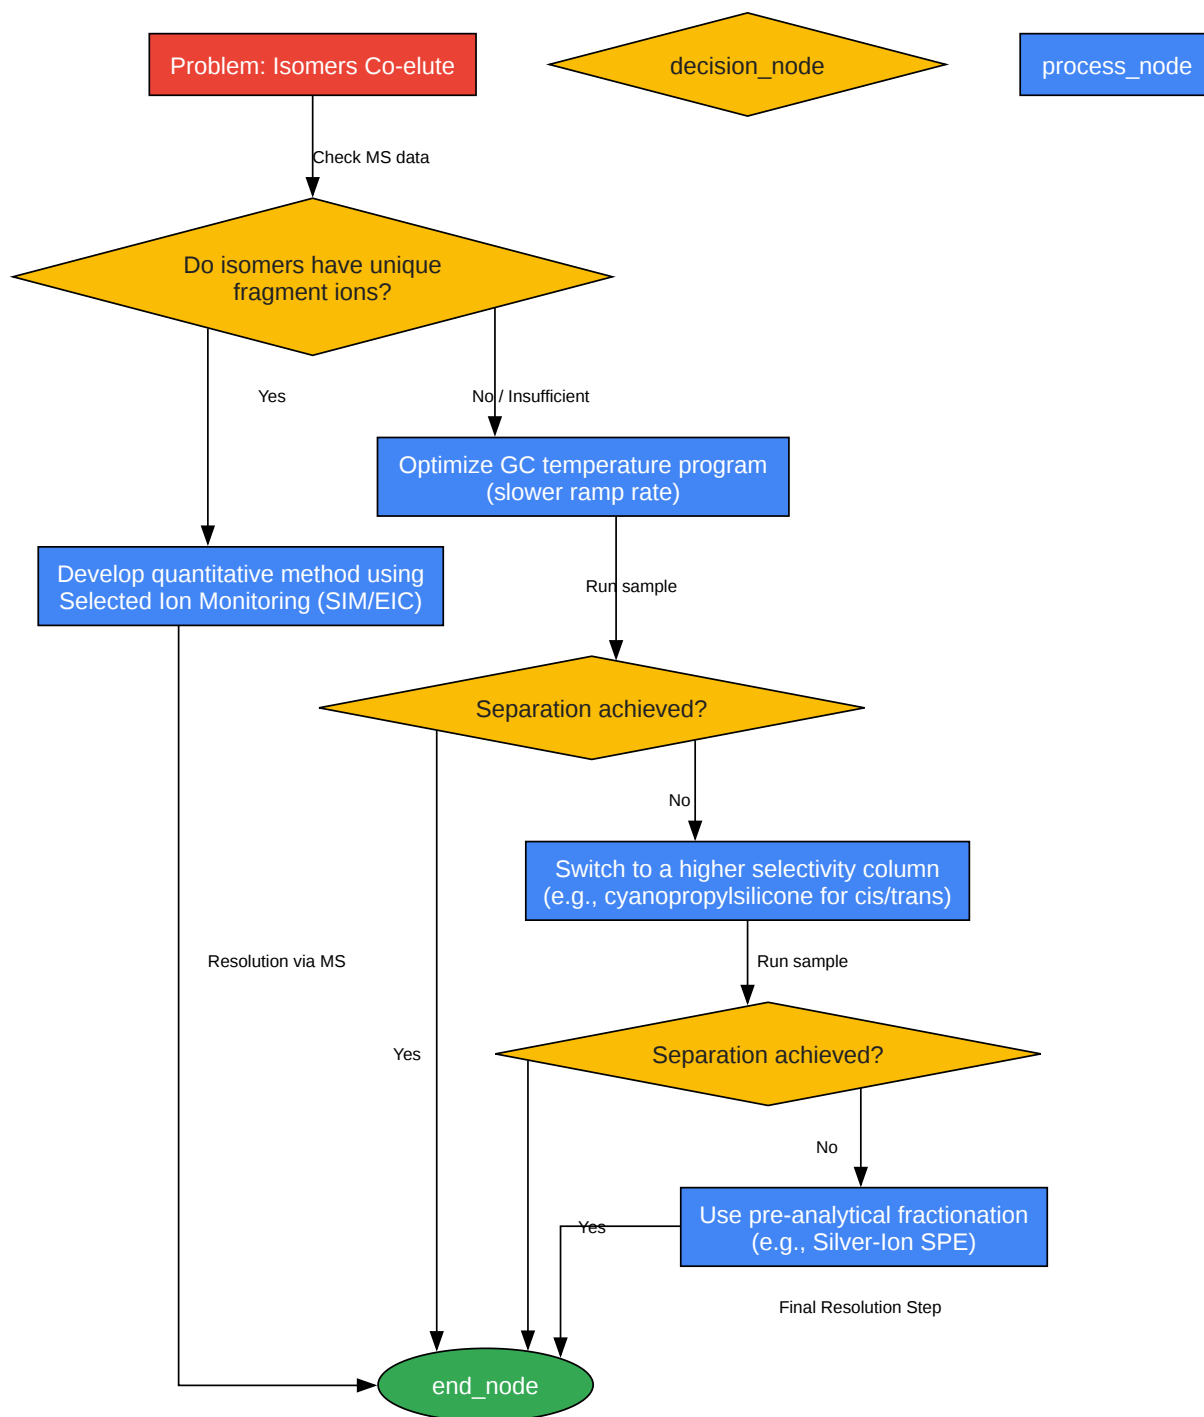 Problem: Isomers Co-elute
decision_node
process_node
Check MS data
Do isomers have unique
fragment ions?
Yes
No / Insufficient
Optimize GC temperature program
(slower ramp rate)
Develop quantitative method using
Selected Ion Monitoring (SIM/EIC)
Run sample
Separation achieved?
No
Switch to a higher selectivity column
(e.g., cyanopropylsilicone for cis/trans)
Resolution via MS
Run sample
Yes
Separation achieved?
No
Use pre-analytical fractionation
(e.g., Silver-Ion SPE)
Yes
Final Resolution Step
end_node